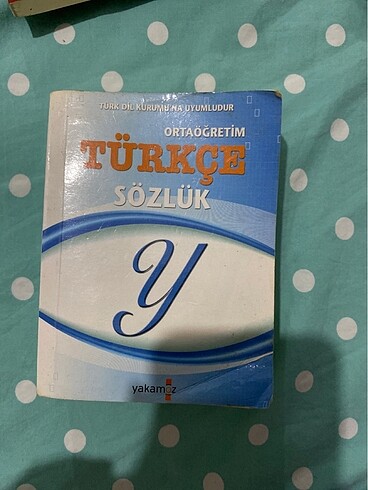 TÜRK DİL KURUMU'NA UYUMLUDUR
ORTAÖĞRETİM
TÜRKÇE
SÖZLÜK
y
yakamoz